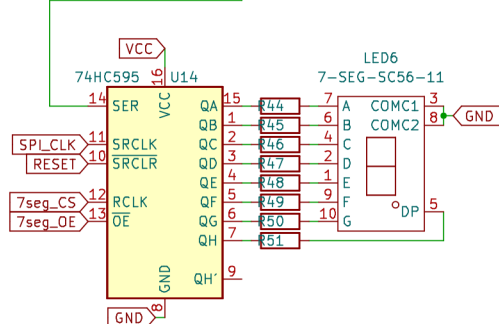 VCC
LED6
74HC595 U14
7-SEG-SC56-11
16
VCC
14 SER QA 15 R44 7 A COMC1 3
QB 1 R45 6 B COMC2 8 GND
SPI_CLK 11 SRCLK QC 2 R46 4 C
RESET 10 SRCLR QD 3 R47 2 D
QE 4 R48 1 E
7seg_CS 12 RCLK QF 5 R49 9 F
7seg_OE 13 OE QG 6 R50 10 G DP 5
QH 7 R51
GND
QH' 9
8
GND